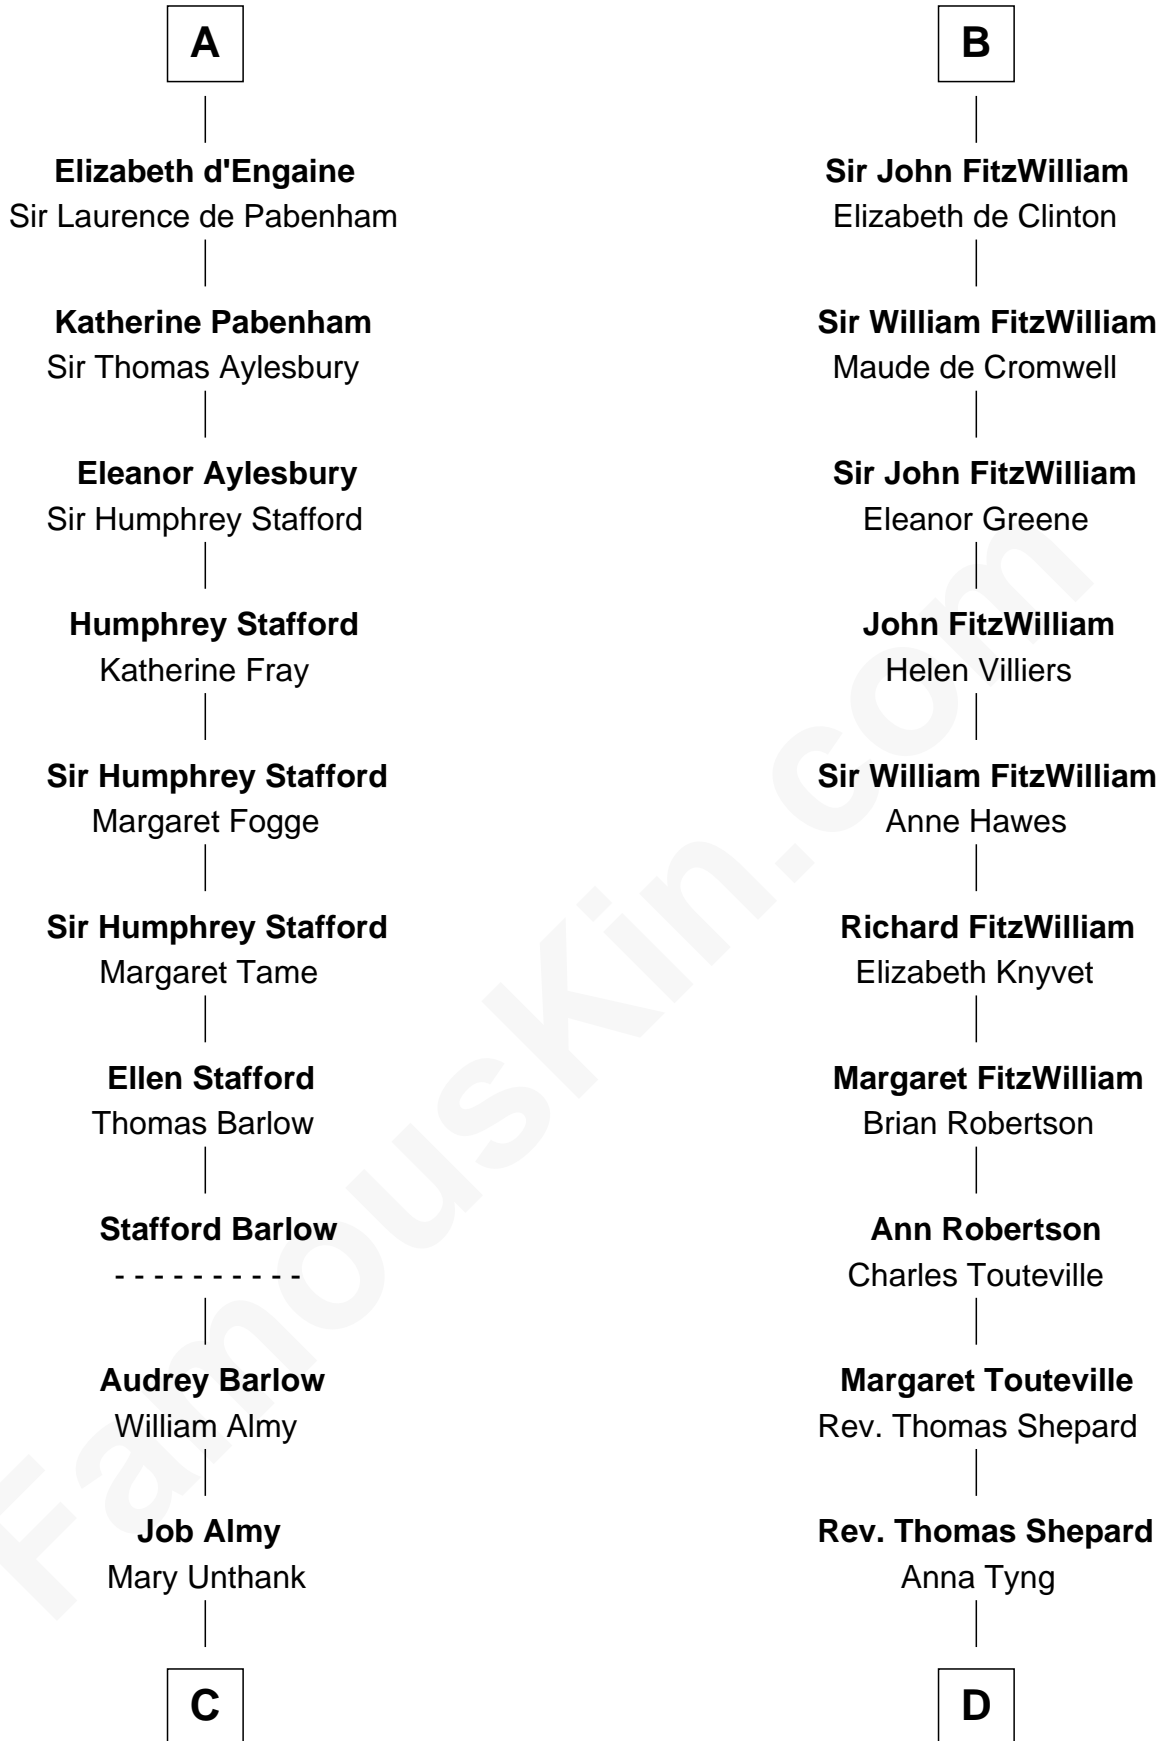 A
Elizabeth d'Engaine
Sir Laurence de Pabenham
Katherine Pabenham
Sir Thomas Aylesbury
Eleanor Aylesbury
Sir Humphrey Stafford
Humphrey Stafford
Katherine Fray
Sir Humphrey Stafford
Margaret Fogge
Sir Humphrey Stafford
Margaret Tame
Ellen Stafford
Thomas Barlow
Stafford Barlow
- - - - - - - - - -
Audrey Barlow
William Almy
Job Almy
Mary Unthank
C
B
Sir John FitzWilliam
Elizabeth de Clinton
Sir William FitzWilliam
Maude de Cromwell
Sir John FitzWilliam
Eleanor Greene
John FitzWilliam
Helen Villiers
Sir William FitzWilliam
Anne Hawes
Richard FitzWilliam
Elizabeth Knyvet
Margaret FitzWilliam
Brian Robertson
Ann Robertson
Charles Touteville
Margaret Touteville
Rev. Thomas Shepard
Rev. Thomas Shepard
Anna Tyng
D
FamousKin.com